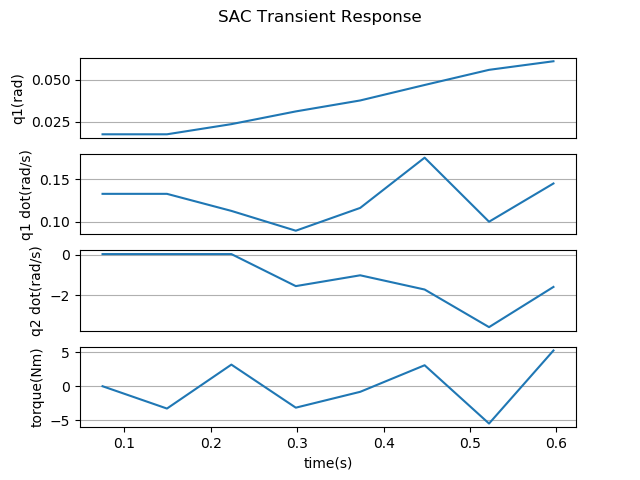 SAC Transient Response
q1(rad)
0.050
0.025
q1 dot(rad/s)
0.15
0.10
q2 dot(rad/s)
0
−2
torque(Nm)
5
0
−5
0.1 0.2 0.3 0.4 0.5 0.6
time(s)